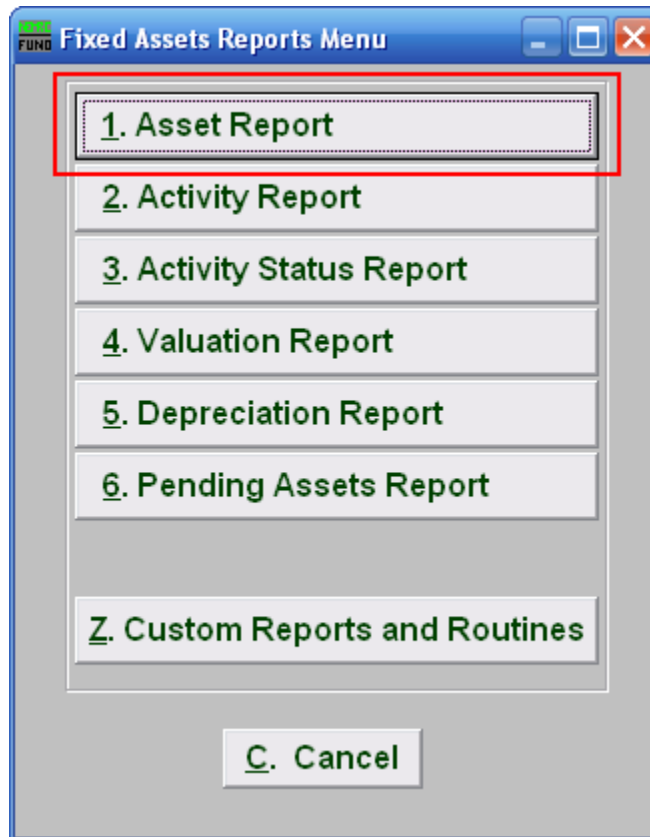 FUND Fixed Assets Reports Menu
1. Asset Report
2. Activity Report
3. Activity Status Report
4. Valuation Report
5. Depreciation Report
6. Pending Assets Report
Z. Custom Reports and Routines
C. Cancel